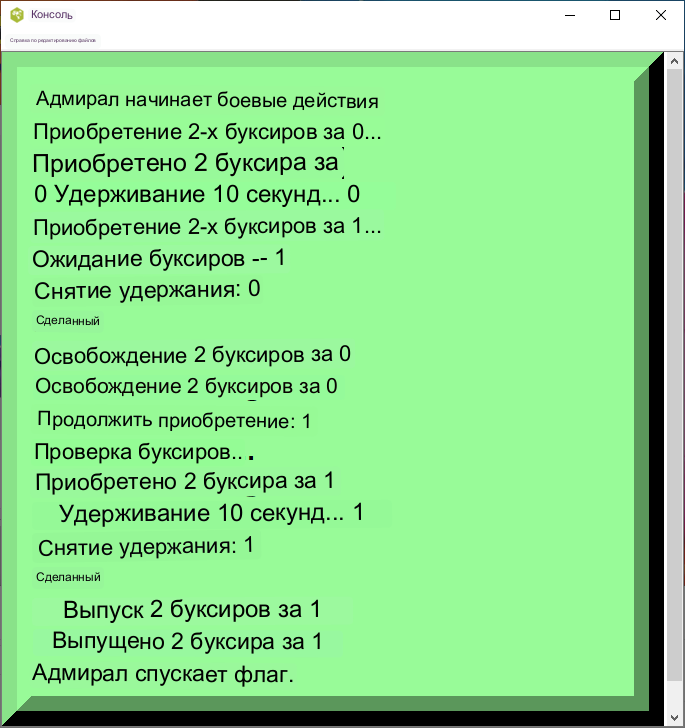 Консоль
Справка по редактированию файлов
Адмирал начинает боевые действия
Приобретение 2-х буксиров за 0...
Приобретено 2 буксира за
0 Удерживание 10 секунд... 0
Приобретение 2-х буксиров за 1...
Ожидание буксиров -- 1
Снятие удержания: 0
Сделанный
Освобождение 2 буксиров за 0
Освобождение 2 буксиров за 0
Продолжить приобретение: 1
Проверка буксиров.. .
Приобретено 2 буксира за 1
Удерживание 10 секунд... 1
Снятие удержания: 1
Сделанный
Выпуск 2 буксиров за 1
Выпущено 2 буксира за 1
Адмирал спускает флаг.